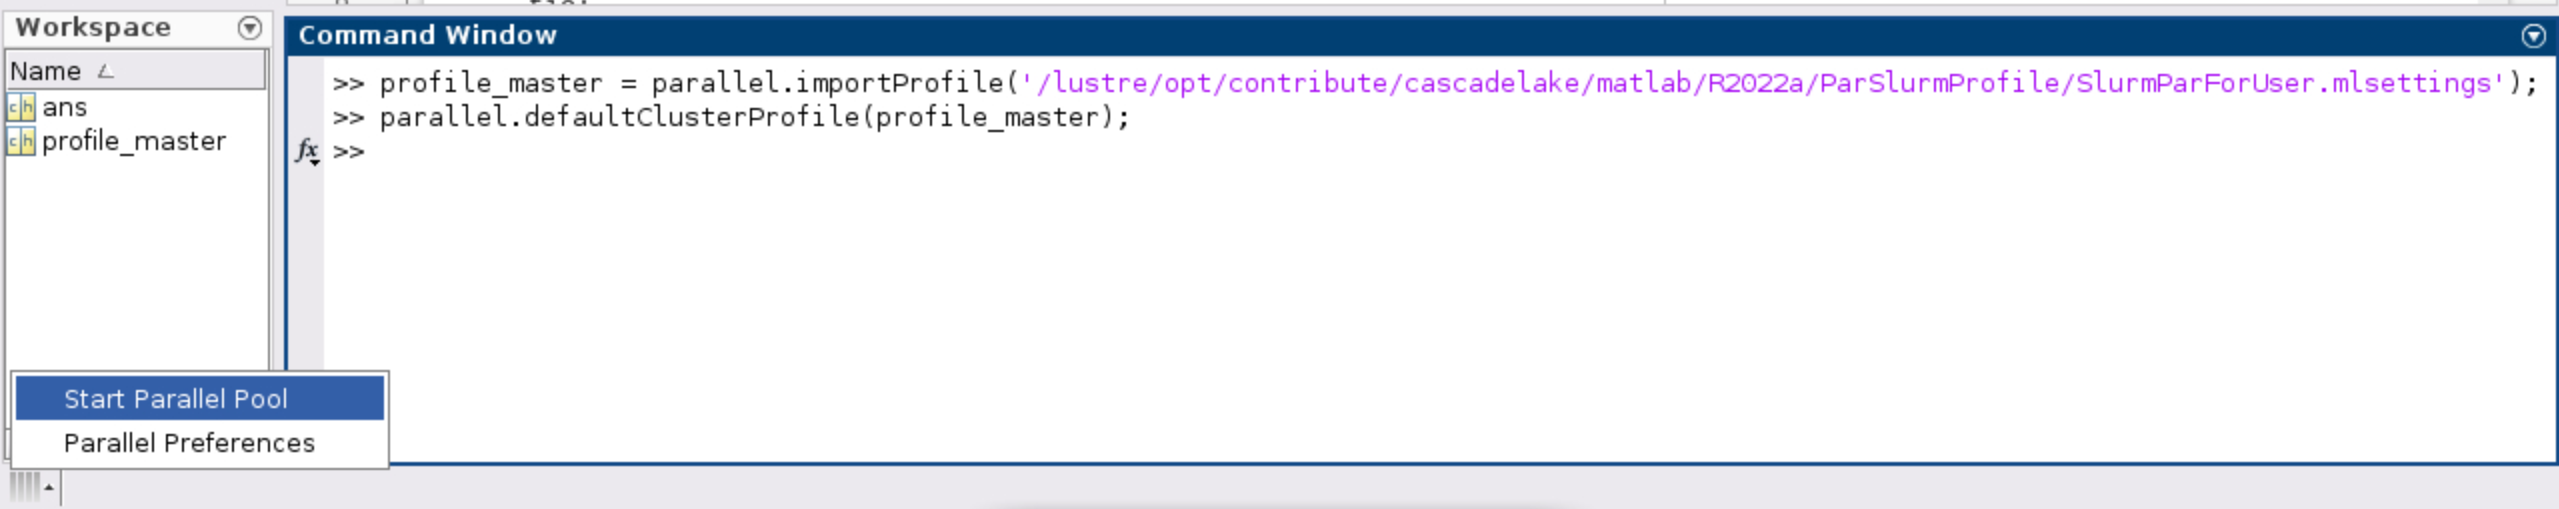 Workspace
Name
ans
profile_master
Command Window
>> profile_master = parallel.importProfile('/lustre/opt/contribute/cascadelake/matlab/R2022a/ParSlurmProfile/SlurmParForUser.mlsettings');
>> parallel.defaultClusterProfile(profile_master);
fx >>
Start Parallel Pool
Parallel Preferences